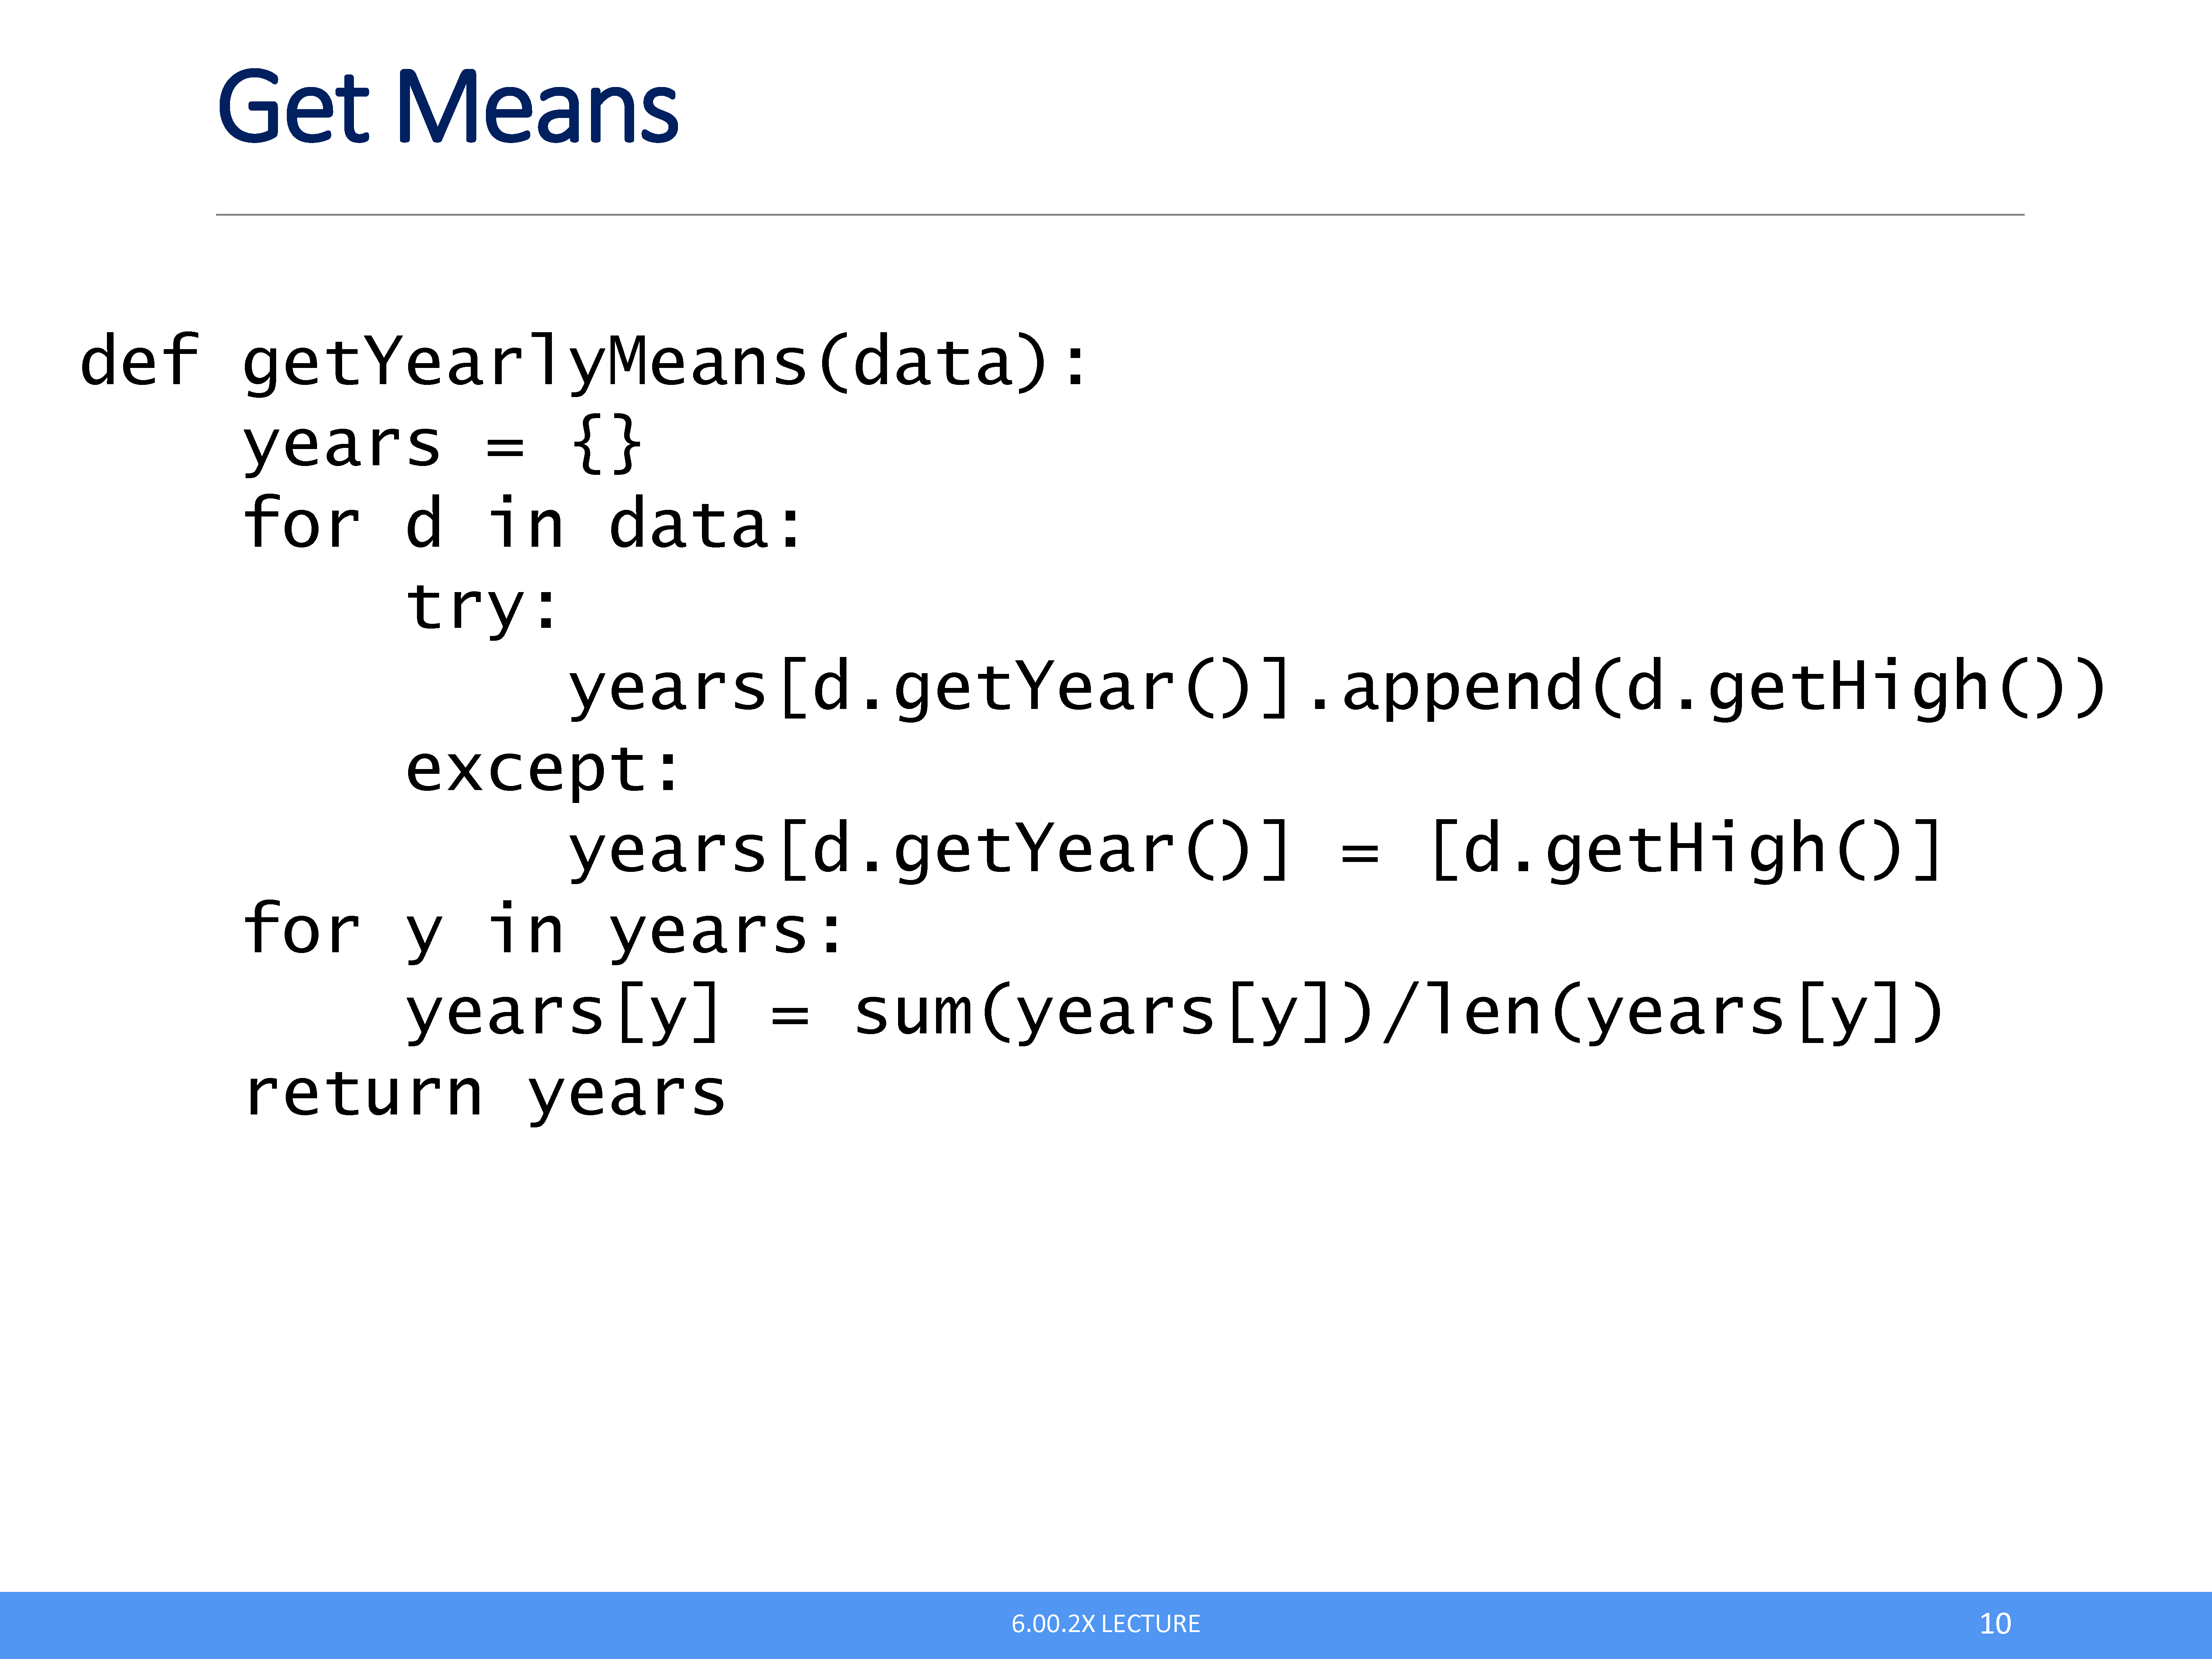 Get Means
def getYearlyMeans(data):
    years = {}
    for d in data:
        try:
            years[d.getYear()].append(d.getHigh())
        except:
            years[d.getYear()] = [d.getHigh()]
    for y in years:
        years[y] = sum(years[y])/len(years[y])
    return years
6.00.2X LECTURE
10